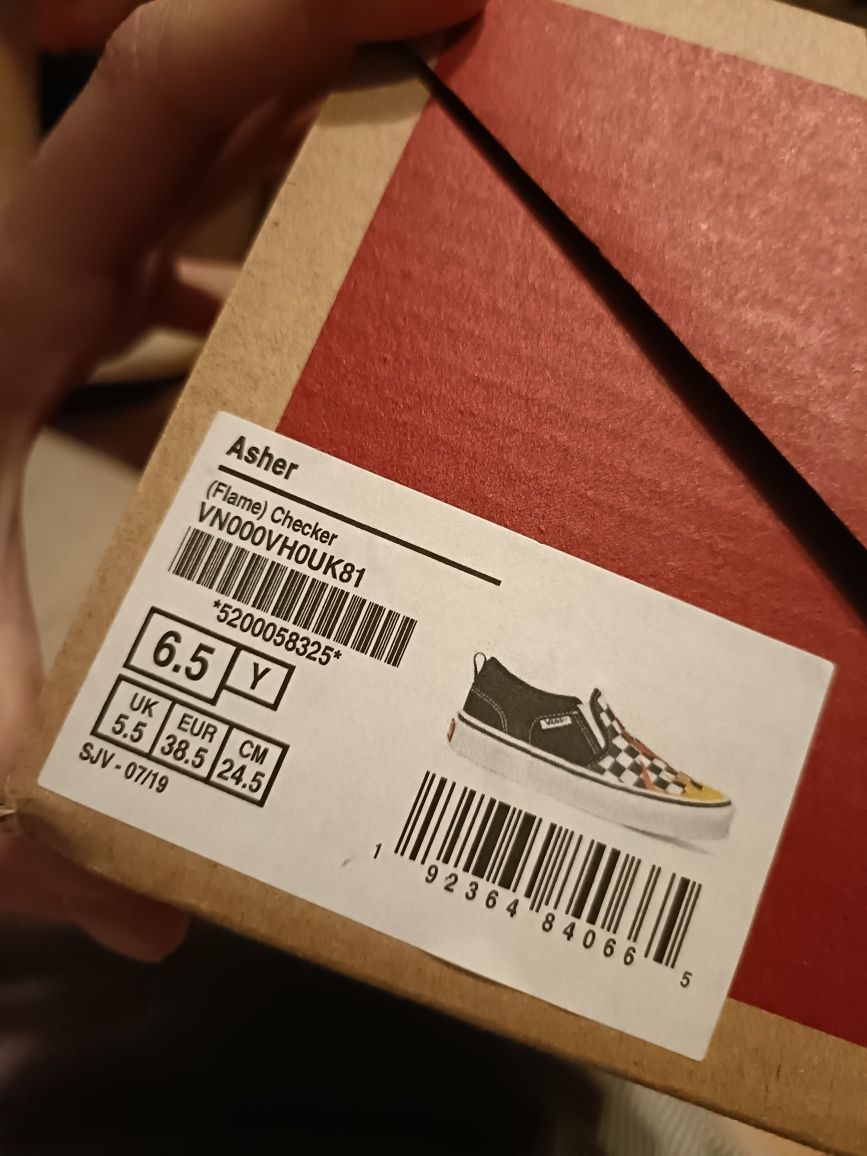 Asher
(Flame) Checker
VN000VH0UK81
*5200058325*
6.5 Y
UK EUR CM
5.5 38.5 24.5
SJV - 07/19
VANS
1 92364 84066 5